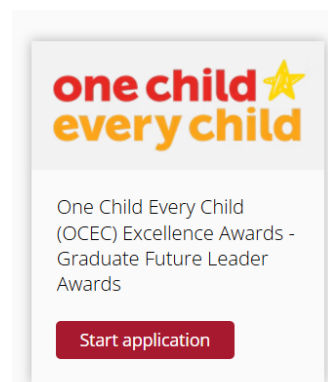 one child
every child
One Child Every Child
(OCEC) Excellence Awards -
Graduate Future Leader
Awards
Start application